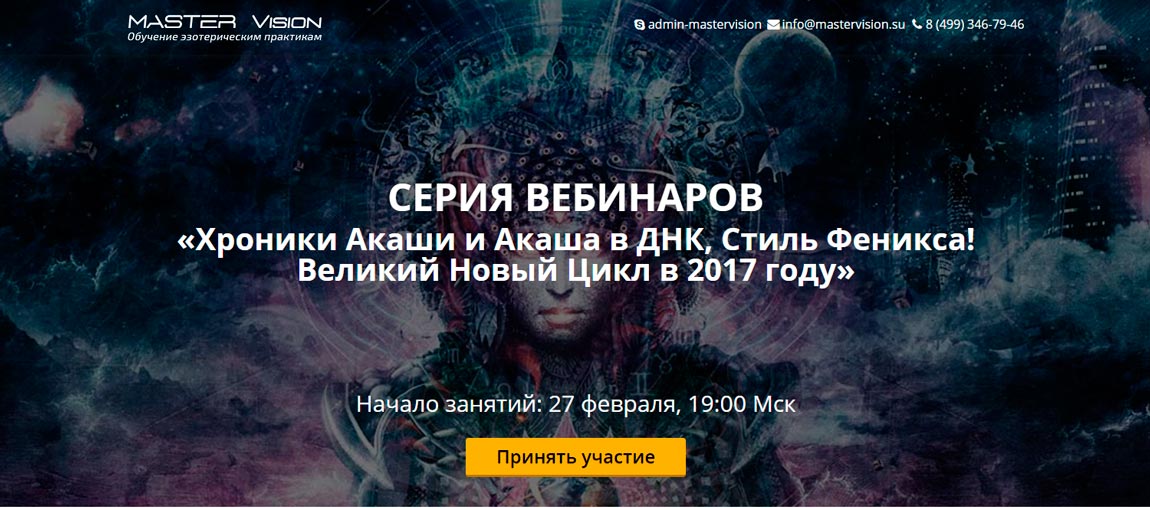 MASTER VISION
Обучение эзотерическим практикам
admin-mastervision info@mastervision.su 8 (499) 346-79-46
СЕРИЯ ВЕБИНАРОВ
«Хроники Акаши и Акаша в ДНК, Стиль Феникса!
Великий Новый Цикл в 2017 году»
Начало занятий: 27 февраля, 19:00 Мск
Принять участие